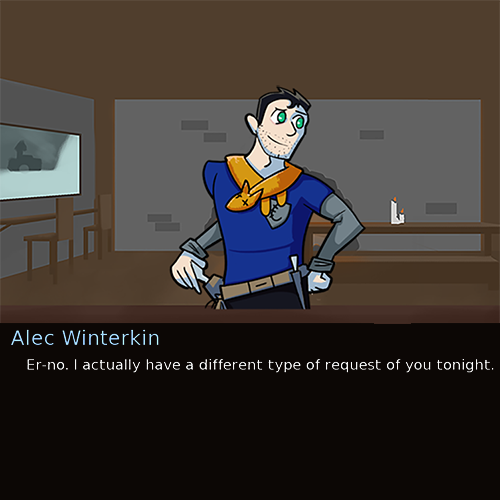 Alec Winterkin
Er-no. I actually have a different type of request of you tonight.